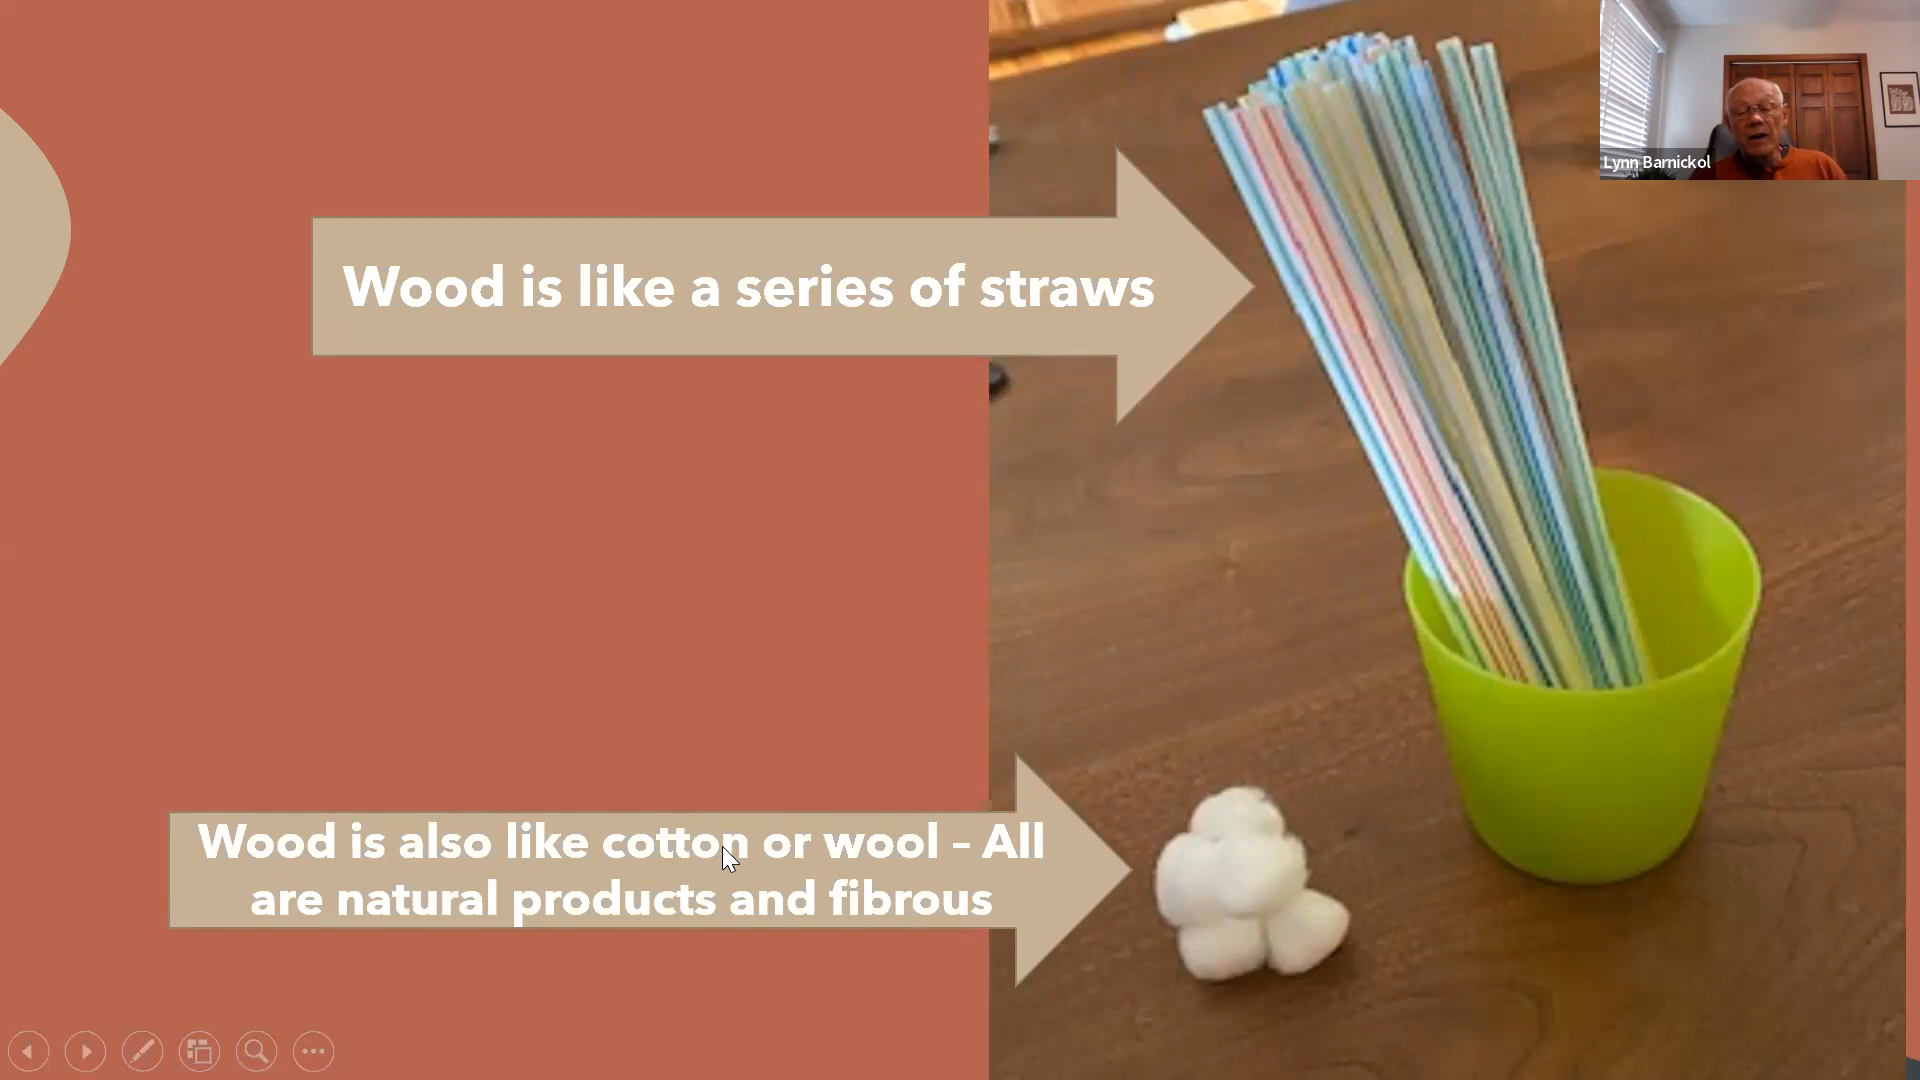 Lynn Barnickol
Wood is like a series of straws
Wood is also like cotton or wool – All
are natural products and fibrous